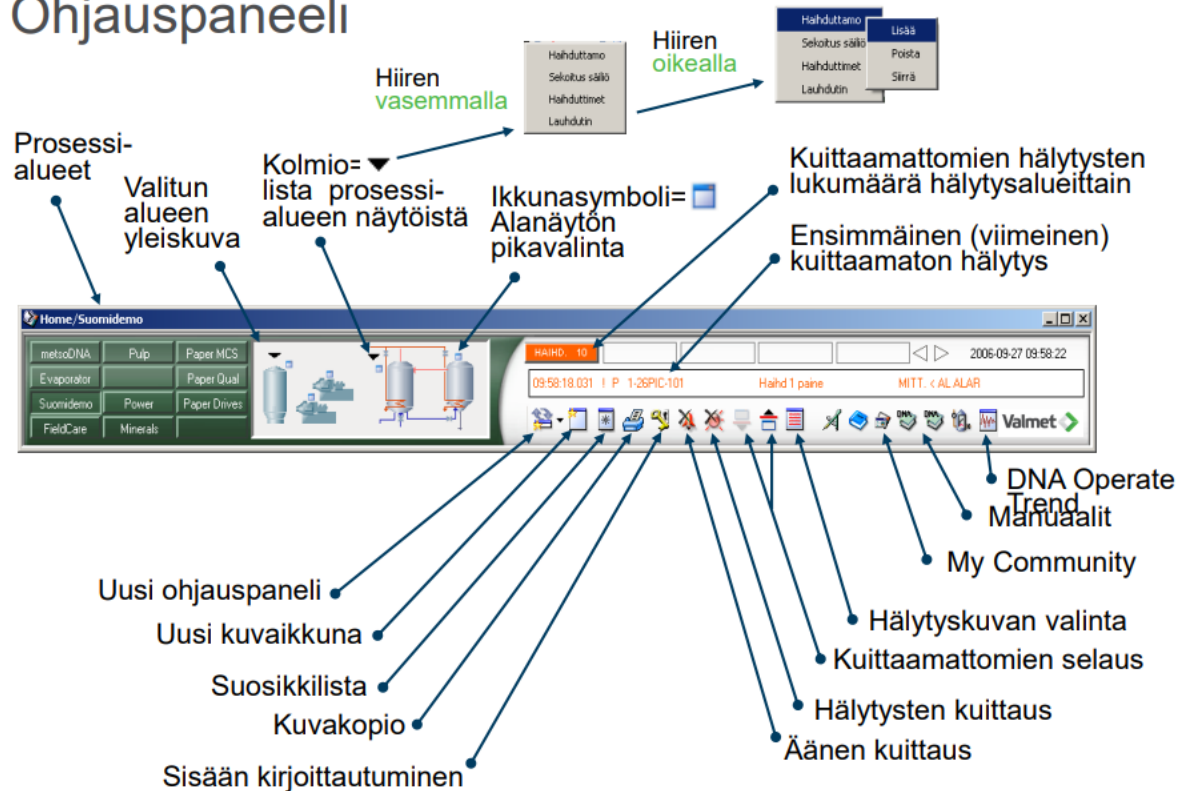 Ohjauspaneeli
Haihduttamo
Sekoitus säiliö
Haihduttimet
Lauhdutin
Haihduttamo
Sekoitus säiliö
Haihduttimet
Lauhdutin
Lisää
Poista
Siirrä
Hiiren
vasemmalla
Hiiren
oikealla
Prosessi-
alueet
Valitun
alueen
yleiskuva
Kolmio=
lista prosessi-
alueen näytöistä
Ikkunasymboli=
Alanäytön
pikavalinta
Kuittaamattomien hälytysten
lukumäärä hälytysalueittain
Ensimmäinen (viimeinen)
kuittaamaton hälytys
Home/Suomidemo
metsoDNA Pulp Paper MCS
Evaporator Paper Qual
Suomidemo Power Paper Drives
FieldCare Minerals
HAIHD. 10
2006-09-27 09:58:22
09:58:18.031 ! P 1-26PIC-101 Haihd 1 paine MITT. < AL ALAR
Valmet
DNA Operate
Trend
Manuaalit
My Community
Hälytyskuvan valinta
Kuittaamattomien selaus
Hälytysten kuittaus
Äänen kuittaus
Uusi ohjauspaneli
Uusi kuvaikkuna
Suosikkilista
Kuvakopio
Sisään kirjoittautuminen